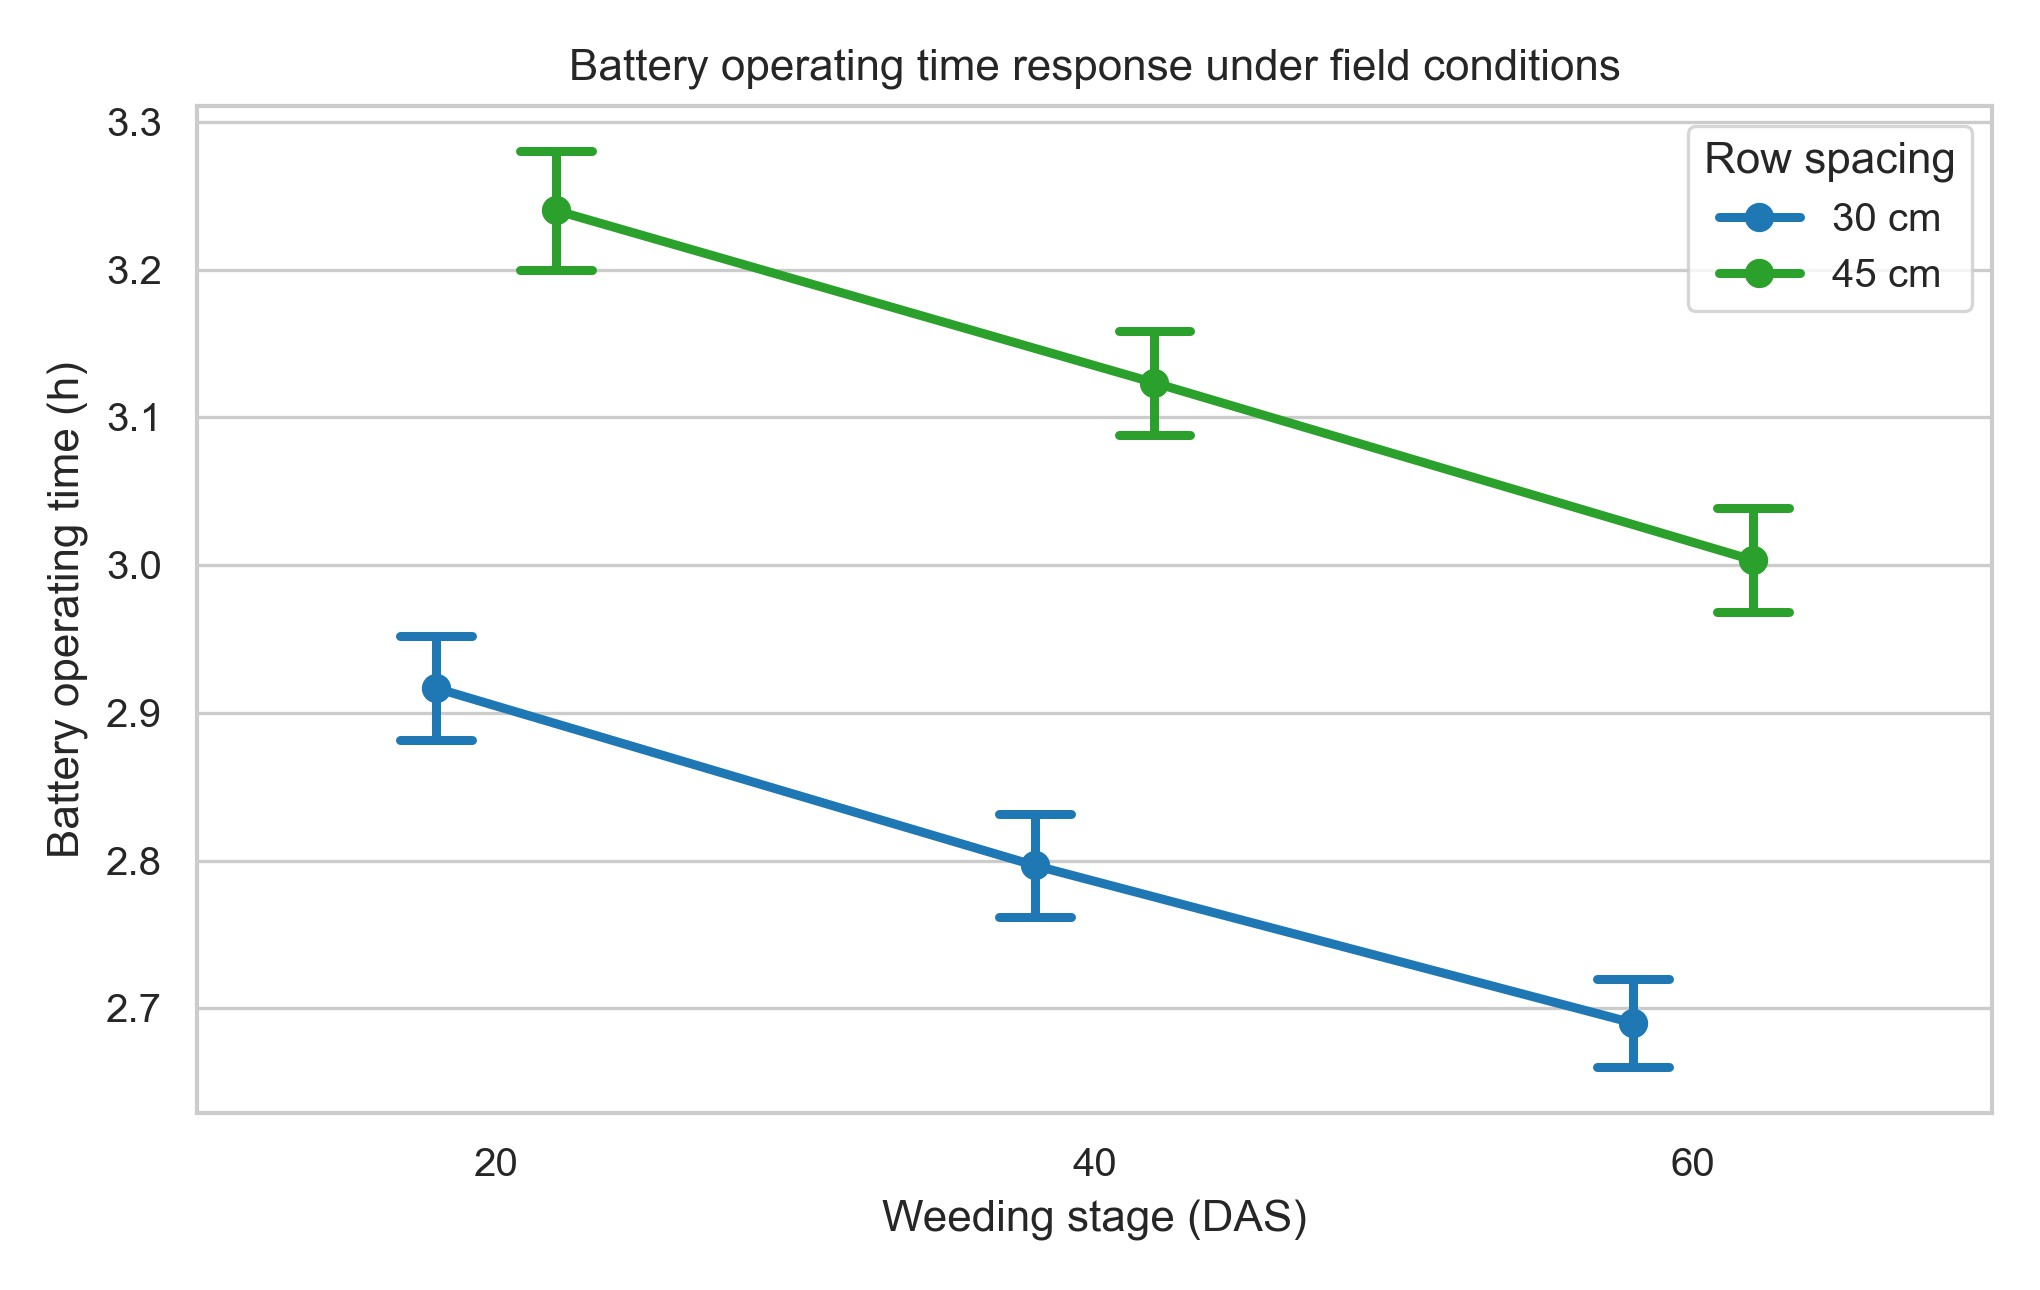 Battery operating time response under field conditions
3.3
3.2
3.1
3.0
2.9
2.8
2.7
Battery operating time (h)
Row spacing
30 cm
45 cm
20
40
60
Weeding stage (DAS)